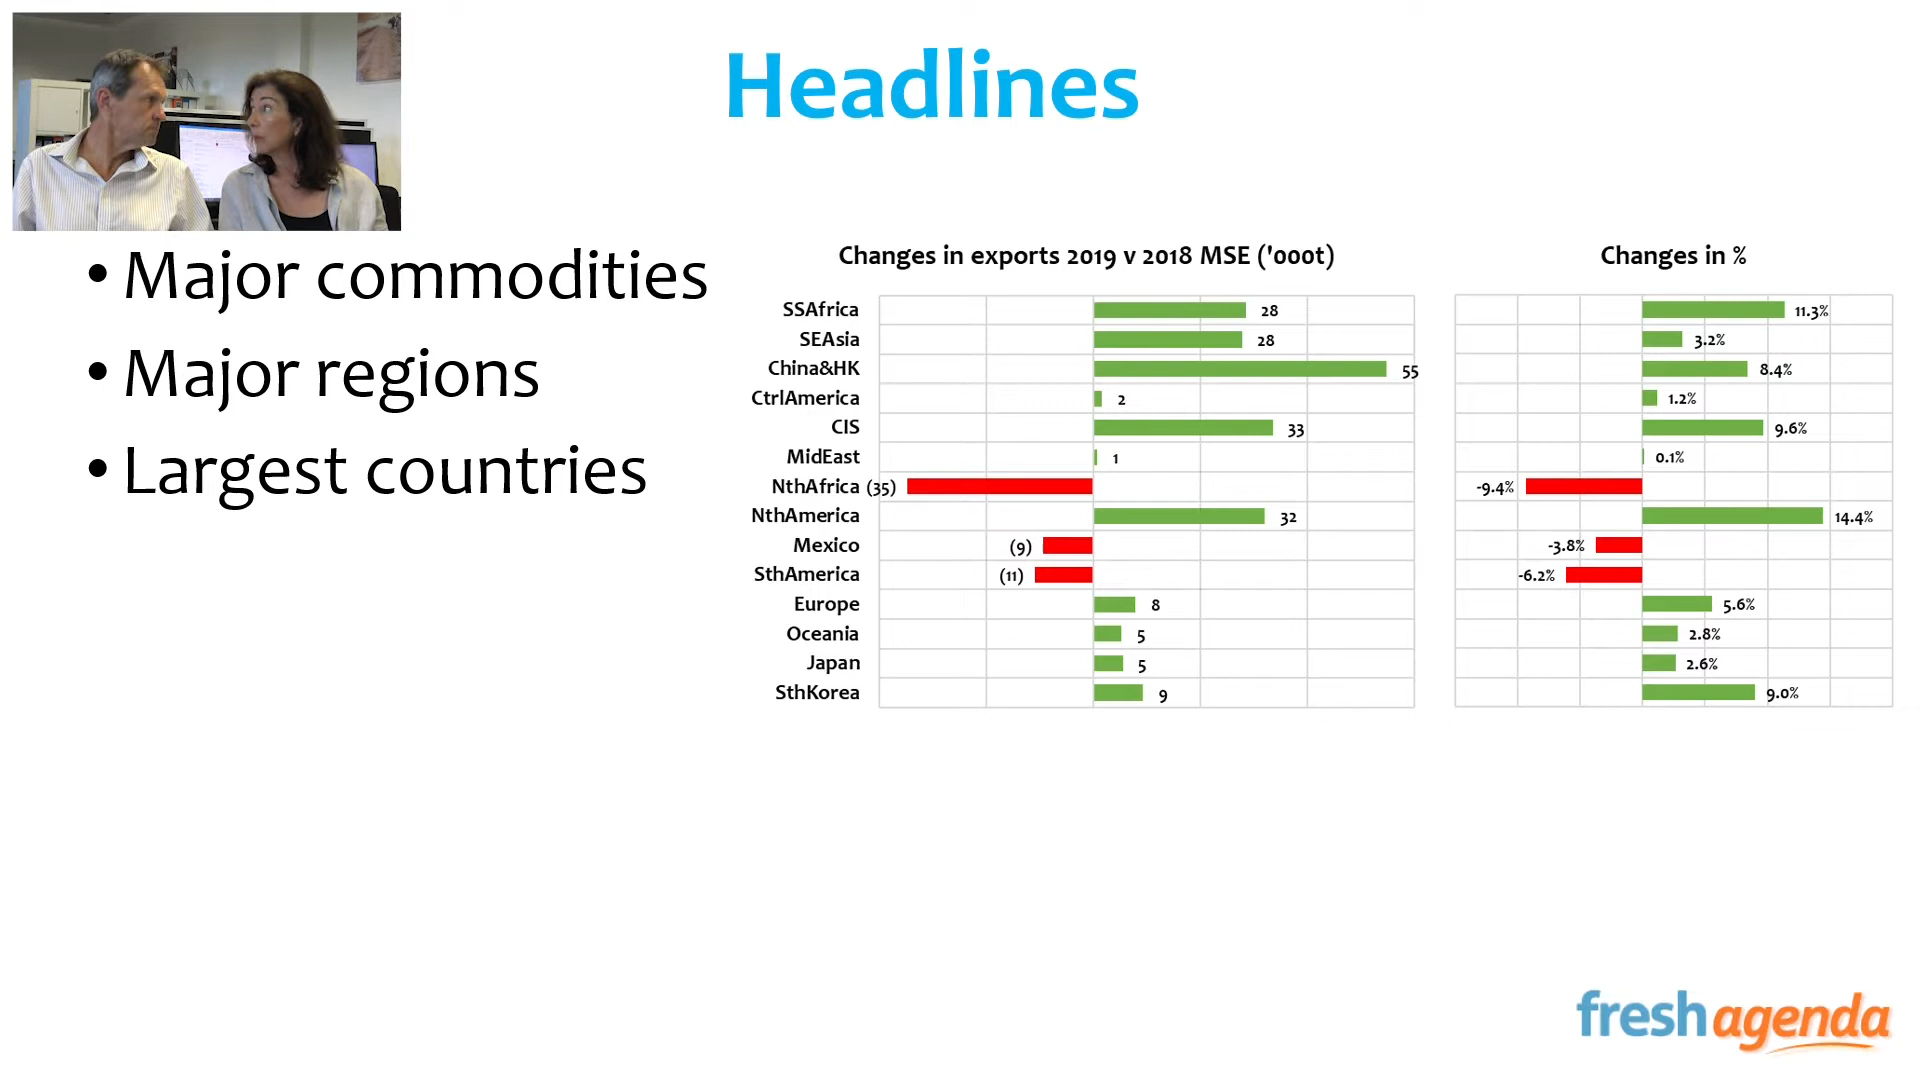 Headlines
• Major commodities
• Major regions
• Largest countries
Changes in exports 2019 v 2018 MSE ('000t)
SSAfrica 28
SEAsia 28
China&HK 55
CtrlAmerica 2
CIS 33
MidEast 1
NthAfrica (35)
NthAmerica 32
Mexico (9)
SthAmerica (11)
Europe 8
Oceania 5
Japan 5
SthKorea 9
Changes in %
11.3%
3.2%
8.4%
1.2%
9.6%
0.1%
-9.4%
14.4%
-3.8%
-6.2%
5.6%
2.8%
2.6%
9.0%
fresh agenda